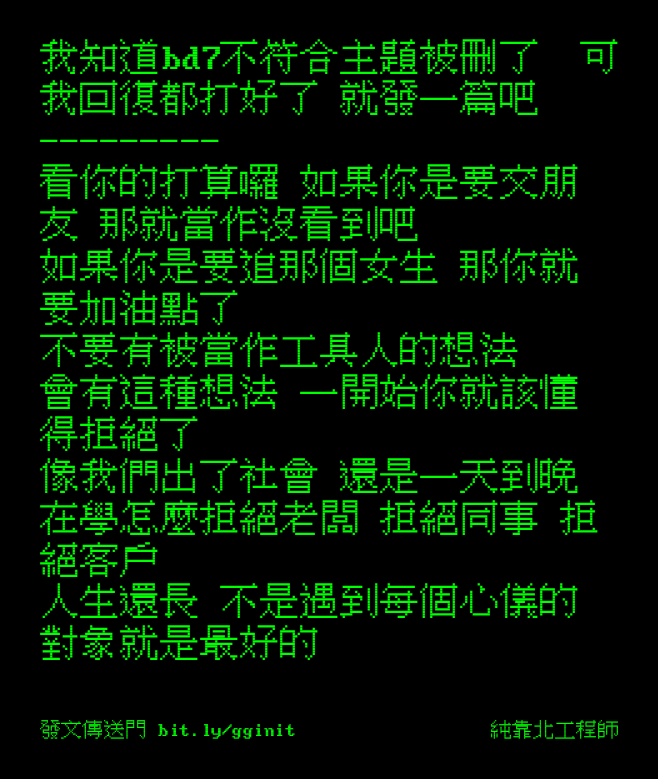 我知道bd7不符合主題被刪了　可
我回復都打好了 就發一篇吧
---------
看你的打算囉 如果你是要交朋
友 那就當作沒看到吧
如果你是要追那個女生 那你就
要加油點了
不要有被當作工具人的想法
會有這種想法 一開始你就該懂
得拒絕了
像我們出了社會 還是一天到晚
在學怎麼拒絕老闆 拒絕同事 拒
絕客戶
人生還長 不是遇到每個心儀的
對象就是最好的
發文傳送門 bit.ly/gginit
純靠北工程師